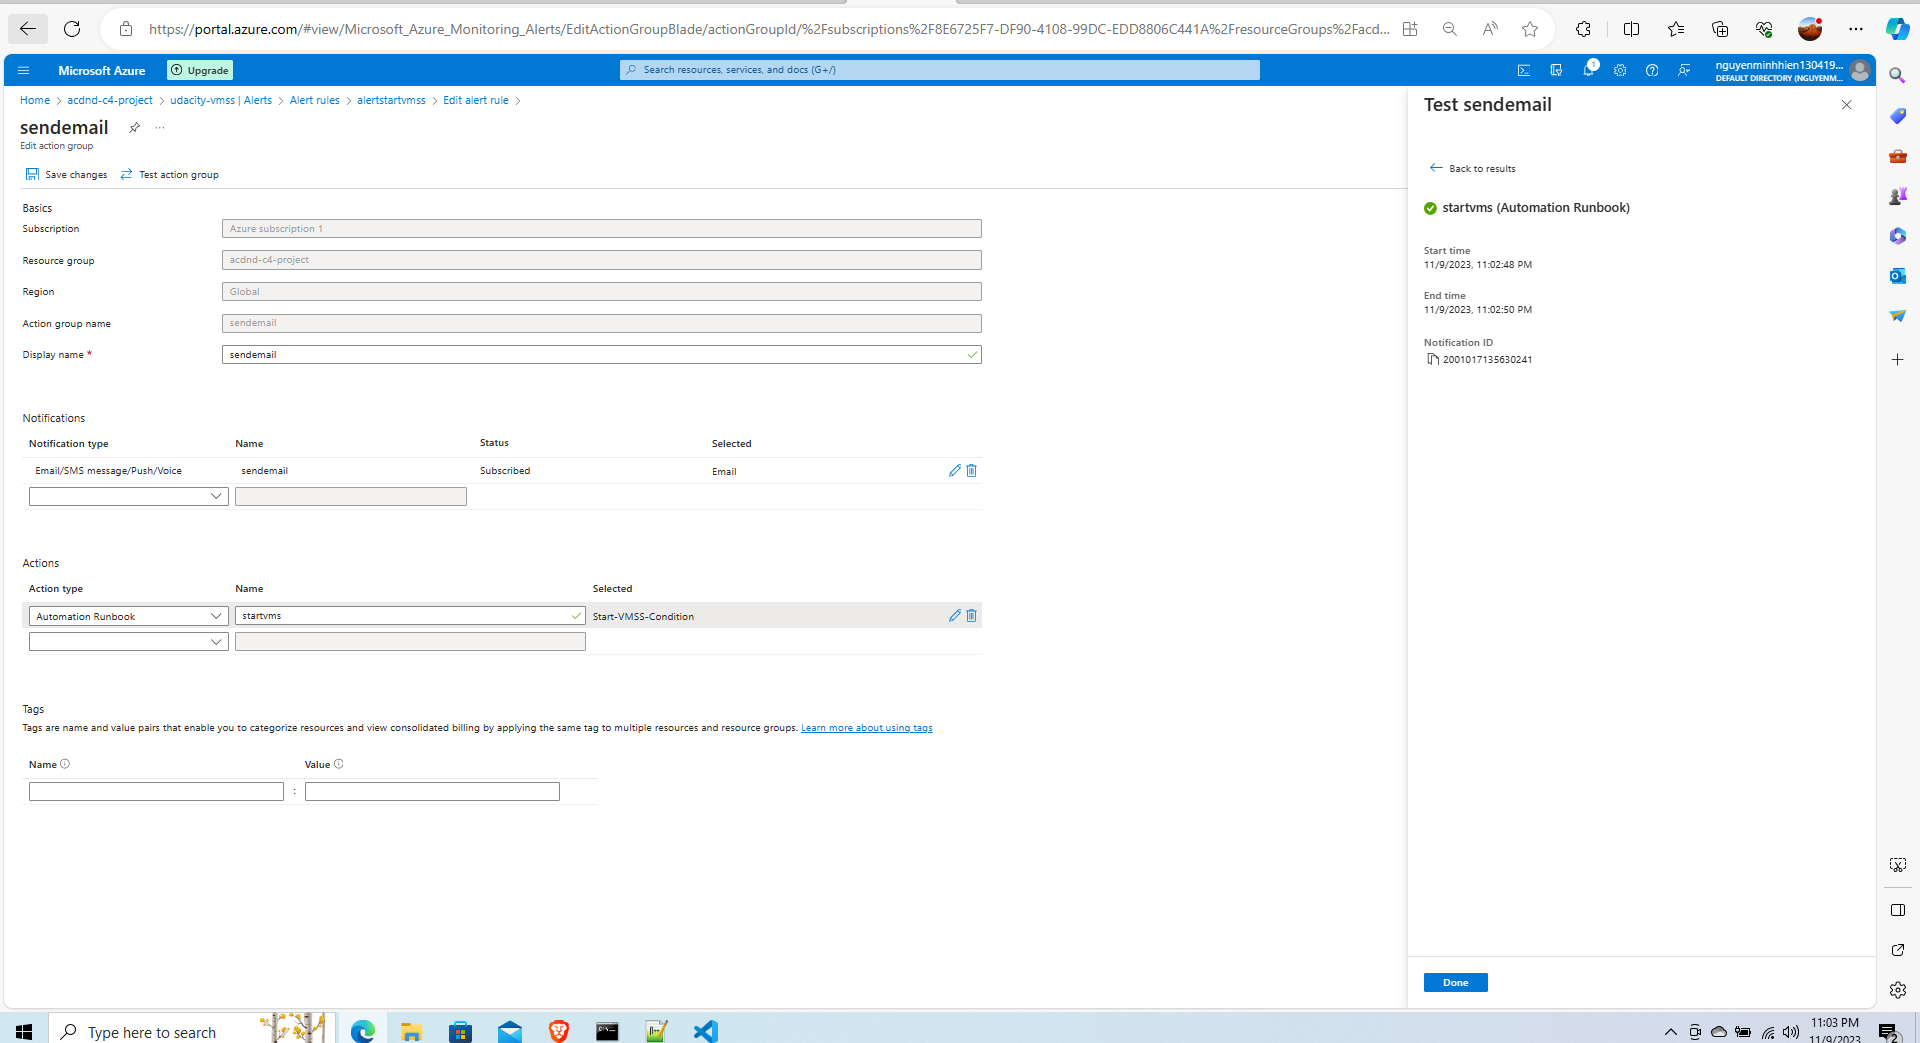 https://portal.azure.com/#view/Microsoft_Azure_Monitoring_Alerts/EditActionGroupBlade/actionGroupId/%2Fsubscriptions%2F8E6725F7-DF90-4108-99DC-EDD8806C441A%2FresourceGroups%2Facd...
Microsoft Azure
Upgrade
Search resources, services, and docs (G+/)
1
nguyenminhhien130419...
DEFAULT DIRECTORY (NGUYENM...
Home > acdnd-c4-project > udacity-vmss | Alerts > Alert rules > alertstartvmss > Edit alert rule >
sendemail
...
Edit action group
Save changes
Test action group
Basics
Subscription
Azure subscription 1
Resource group
acdnd-c4-project
Region
Global
Action group name
sendemail
Display name *
sendemail
Notifications
Notification type Name Status Selected
Email/SMS message/Push/Voice sendemail Subscribed Email
Actions
Action type Name Selected
Automation Runbook startvms Start-VMSS-Condition
Tags
Tags are name and value pairs that enable you to categorize resources and view consolidated billing by applying the same tag to multiple resources and resource groups. Learn more about using tags
Name Value
:
Test sendemail
Back to results
startvms (Automation Runbook)
Start time
11/9/2023, 11:02:48 PM
End time
11/9/2023, 11:02:50 PM
Notification ID
2001017135630241
Done
Type here to search
11:03 PM
11/9/2023
2